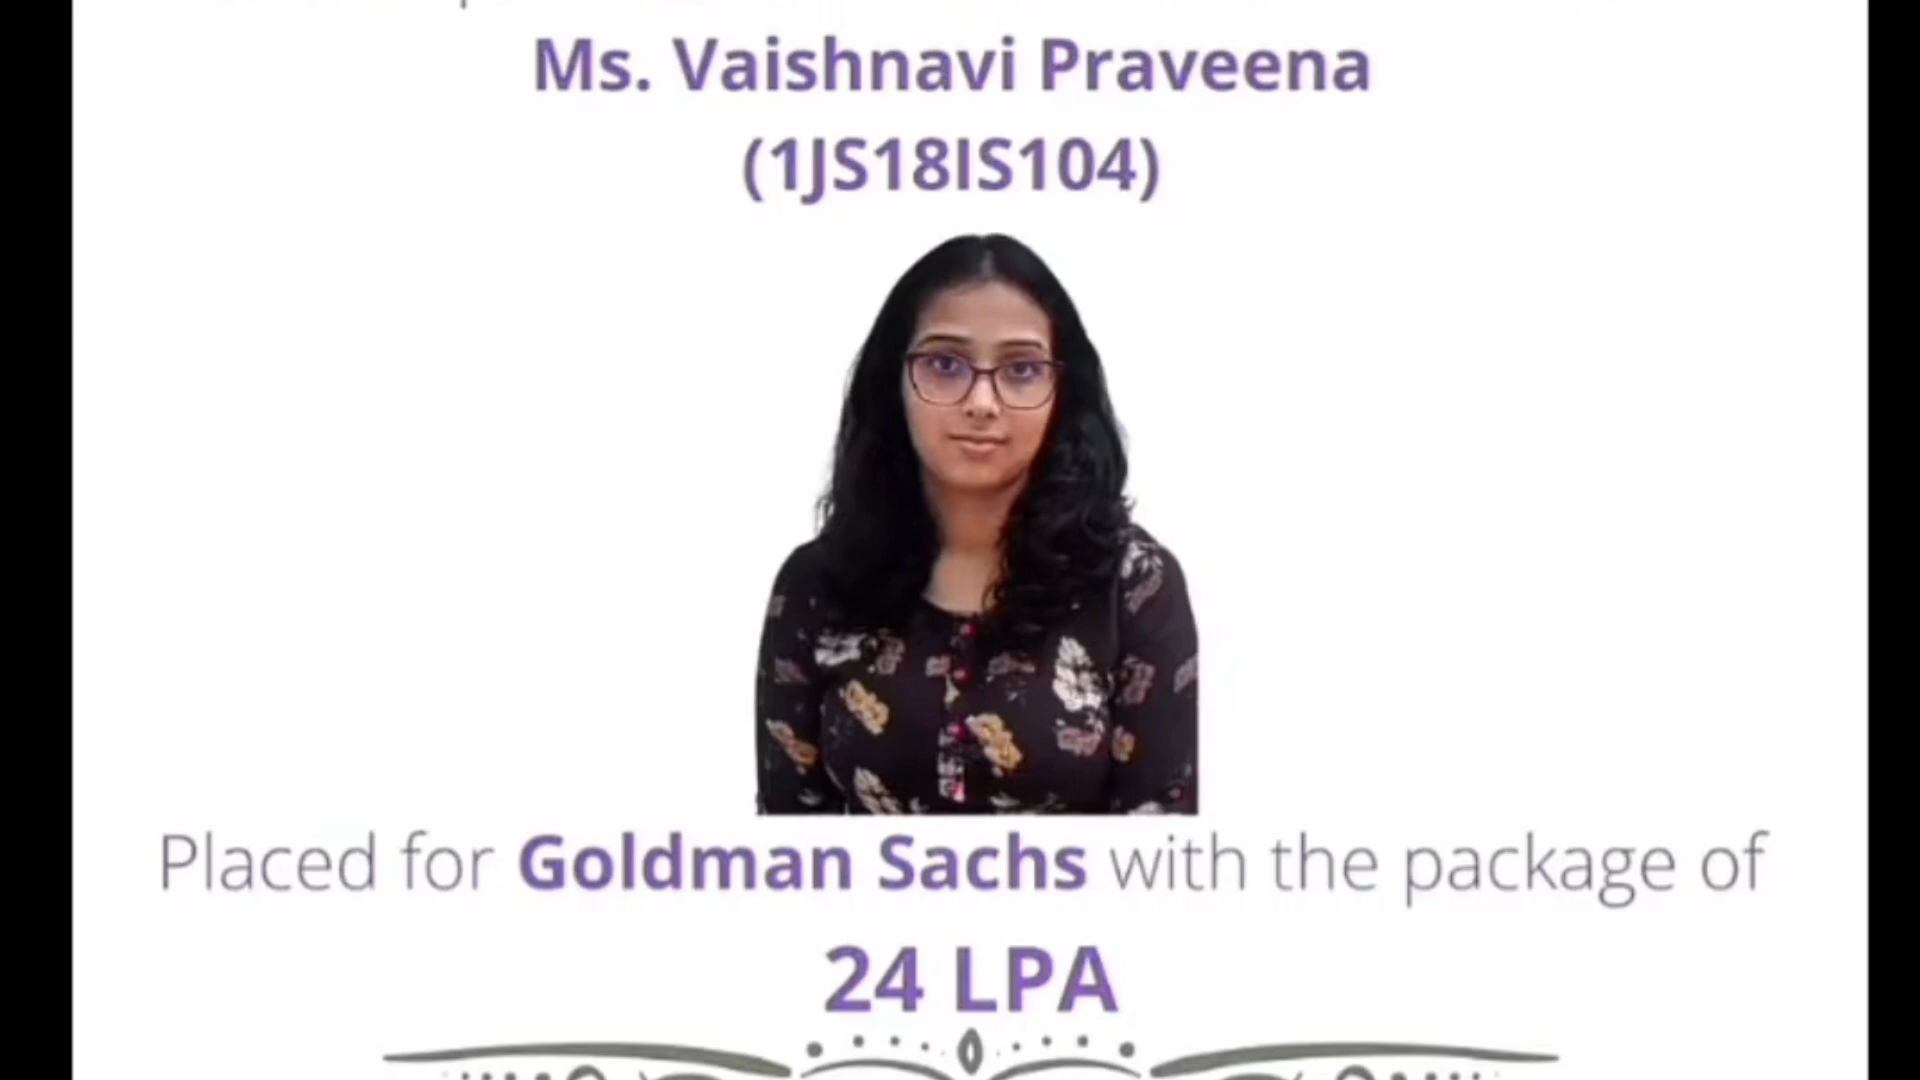 Ms. Vaishnavi Praveena
(1JS18IS104)
Placed for Goldman Sachs with the package of
24 LPA